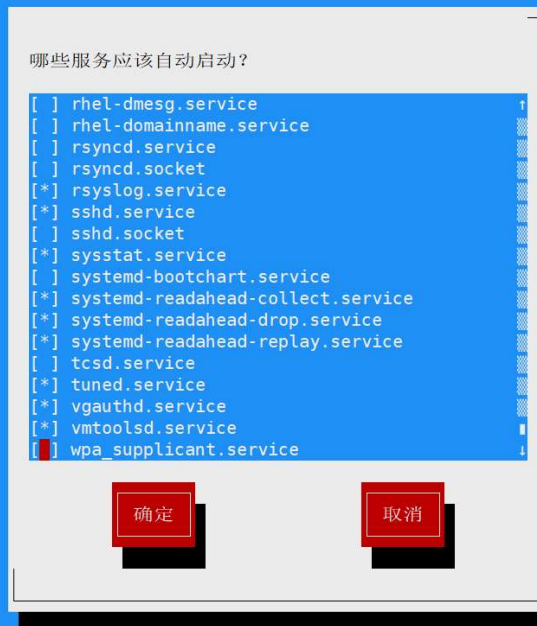 哪些服务应该自动启动?
[ ] rhel-dmesg.service
[ ] rhel-domainname.service
[ ] rsyncd.service
[ ] rsyncd.socket
[*] rsyslog.service
[*] sshd.service
[ ] sshd.socket
[*] sysstat.service
[ ] systemd-bootchart.service
[*] systemd-readahead-collect.service
[*] systemd-readahead-drop.service
[*] systemd-readahead-replay.service
[ ] tcsd.service
[*] tuned.service
[*] vgauthd.service
[*] vmtoolsd.service
[ ] wpa_supplicant.service
确定 取消